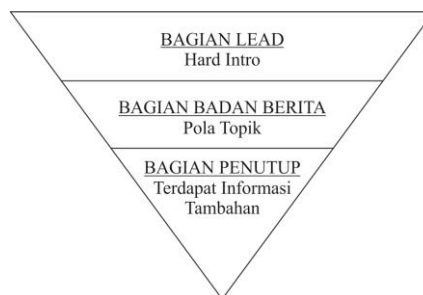 BAGIAN LEAD
Hard Intro
BAGIAN BADAN BERITA
Pola Topik
BAGIAN PENUTUP
Terdapat Informasi
Tambahan